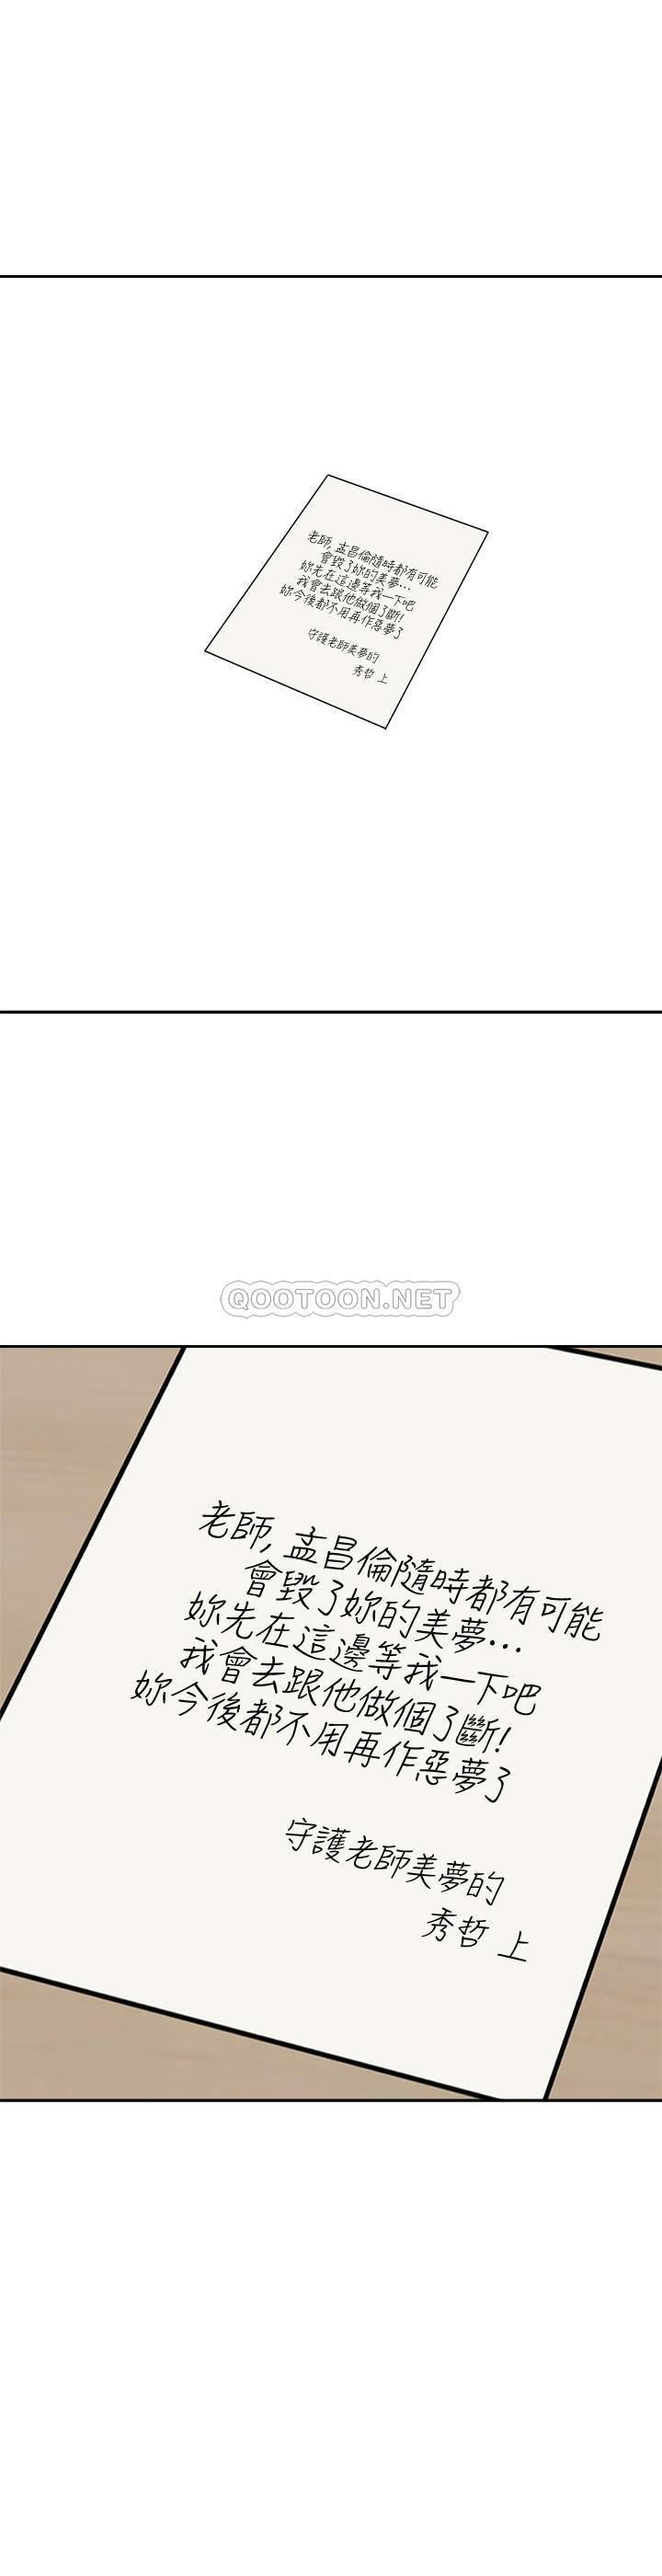 老師, 孟昌倫隨時都有可能
會毀了妳的美夢…
妳先在這邊等我一下吧
我會去跟他做個了斷!
妳今後都不用再作惡夢了
守護老師美夢的
秀哲 上
QOOTOON.NET
老師, 孟昌倫隨時都有可能
會毀了妳的美夢…
妳先在這邊等我一下吧
我會去跟他做個了斷!
妳今後都不用再作惡夢了
守護老師美夢的
秀哲 上